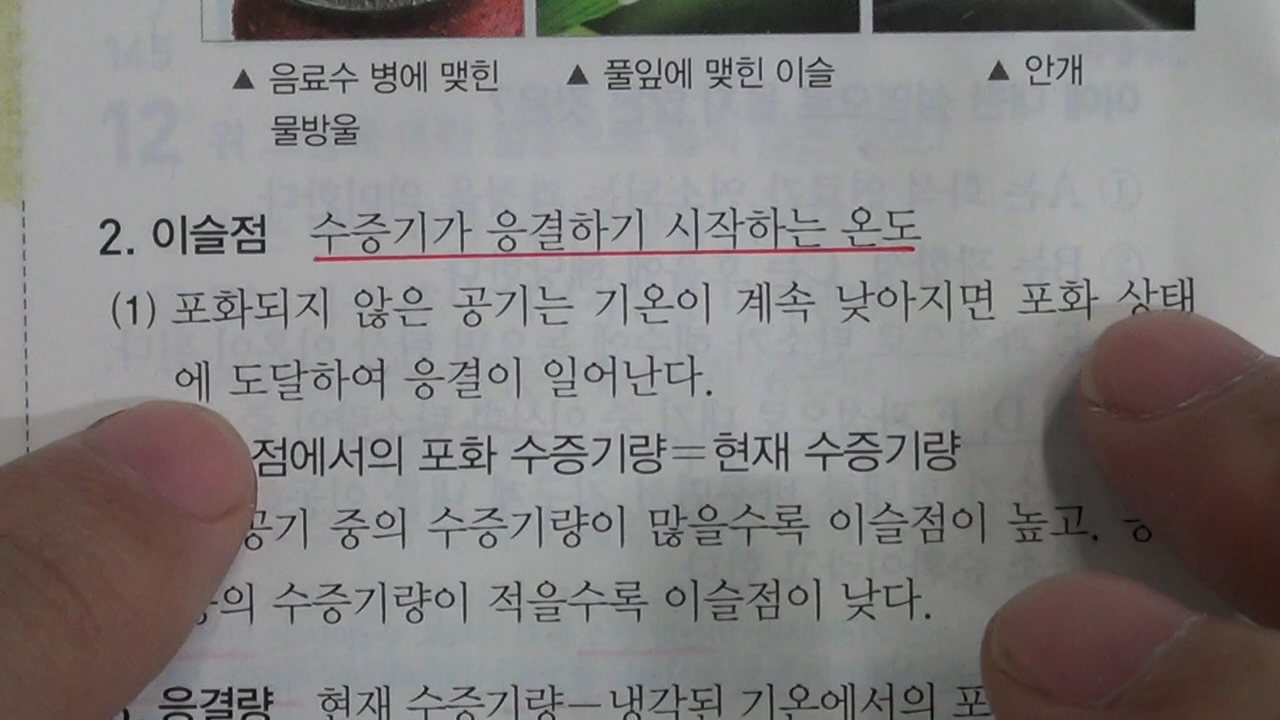 ▲ 음료수 병에 맺힌 ▲ 풀잎에 맺힌 이슬 ▲ 안개
물방울
2. 이슬점 수증기가 응결하기 시작하는 온도
(1) 포화되지 않은 공기는 기온이 계속 낮아지면 포화 상태
에 도달하여 응결이 일어난다.
점에서의 포화 수증기량=현재 수증기량
공기 중의 수증기량이 많을수록 이슬점이 높고,
수증기량이 적을수록 이슬점이 낮다.
응결량 현재 수증기량-냉각된 기온에서의